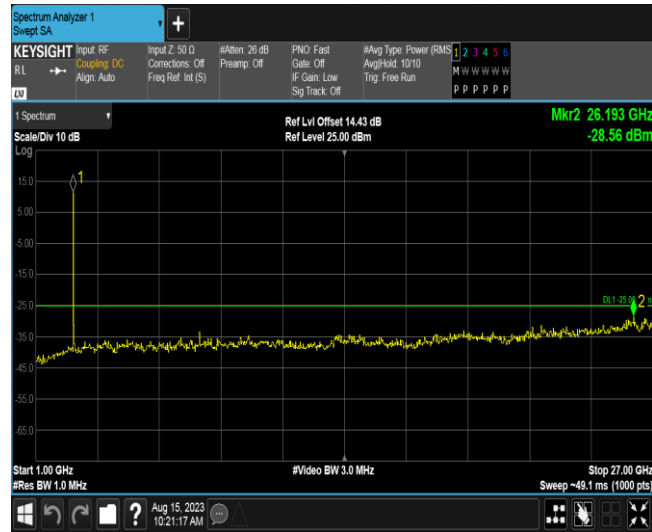 Spectrum Analyzer 1
Swept SA
KEYSIGHT
RL
LXI
Input: RF
Coupling: DC
Align: Auto
Input Z: 50 Ω
Corrections: Off
Freq Ref: Int (S)
#Atten: 26 dB
Preamp: Off
PNO: Fast
Gate: Off
IF Gain: Low
Sig Track: Off
#Avg Type: Power (RMS
Avg|Hold: 10/10
Trig: Free Run
1 2 3 4 5 6
M W W W W W
P P P P P P
1 Spectrum
Scale/Div 10 dB
Ref Lvl Offset 14.43 dB
Ref Level 25.00 dBm
Mkr2 26.193 GHz
-28.56 dBm
Log
1
15.0
5.00
-5.00
-15.0
-25.0
DL1 -25.00
2
-35.0
-45.0
-55.0
-65.0
Start 1.00 GHz
#Res BW 1.0 MHz
#Video BW 3.0 MHz
Stop 27.00 GHz
Sweep ~49.1 ms (1000 pts)
?
Aug 15, 2023
10:21:17 AM